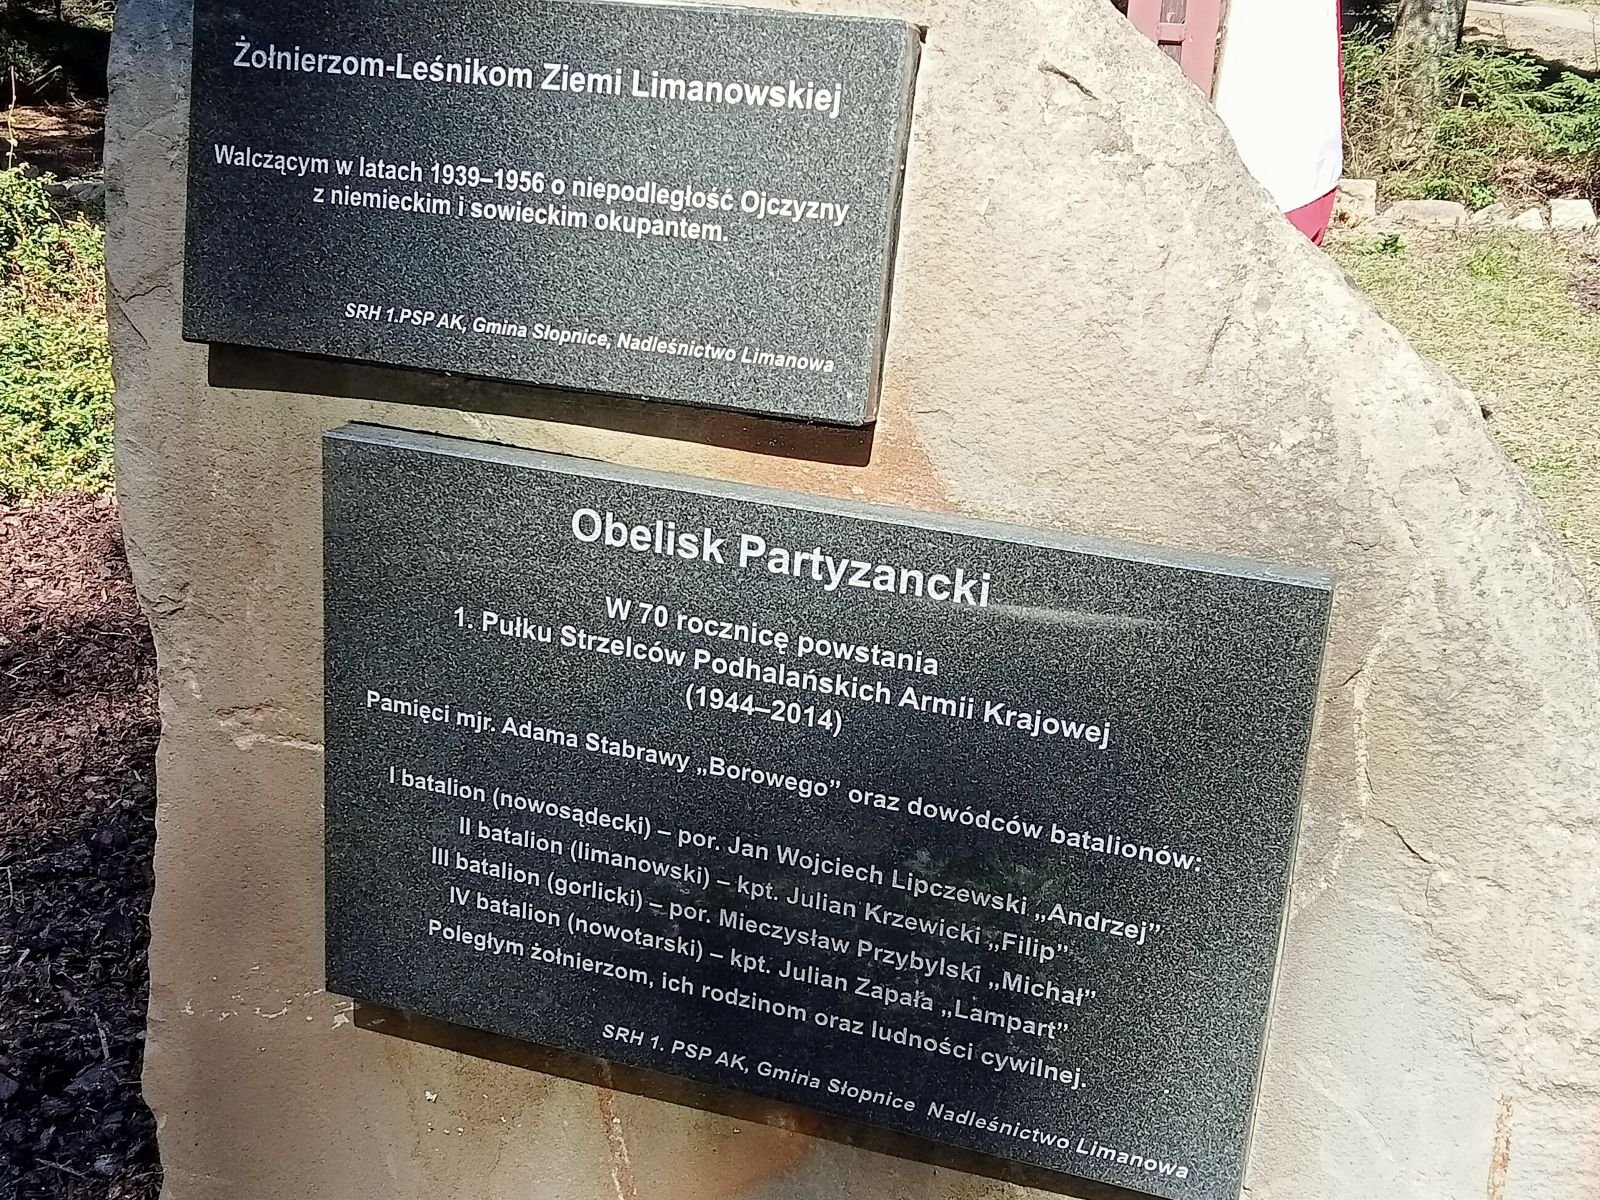 Żołnierzom-Leśnikom Ziemi Limanowskiej
Walczącym w latach 1939–1956 o niepodległość Ojczyzny
z niemieckim i sowieckim okupantem.
SRH 1.PSP AK, Gmina Słopnice, Nadleśnictwo Limanowa
Obelisk Partyzancki
W 70 rocznicę powstania
1. Pułku Strzelców Podhalańskich Armii Krajowej
(1944–2014)
Pamięci mjr. Adama Stabrawy „Borowego” oraz dowódców batalionów:
I batalion (nowosądecki) – por. Jan Wojciech Lipczewski „Andrzej”
II batalion (limanowski) – kpt. Julian Krzewicki „Filip”
III batalion (gorlicki) – por. Mieczysław Przybylski „Michał”
IV batalion (nowotarski) – kpt. Julian Zapała „Lampart”
Poległym żołnierzom, ich rodzinom oraz ludności cywilnej.
SRH 1. PSP AK, Gmina Słopnice Nadleśnictwo Limanowa